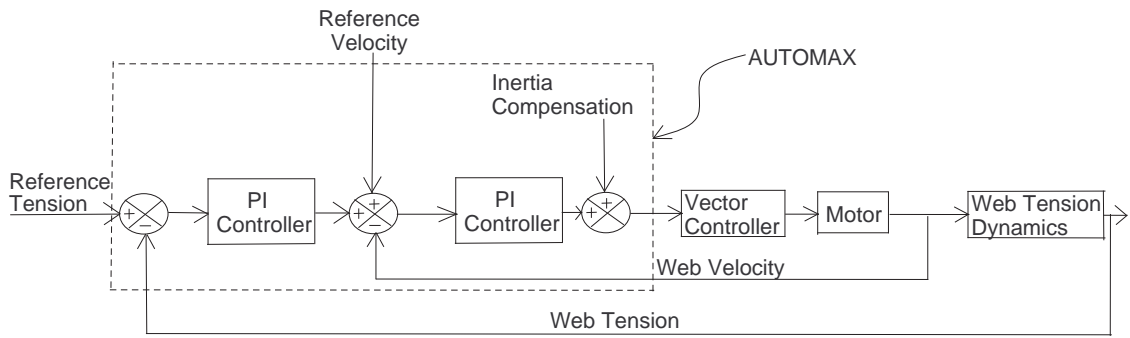 Reference
Velocity
AUTOMAX
Inertia
Compensation
Reference
Tension
PI
Controller
PI
Controller
Vector
Controller
Motor
Web Tension
Dynamics
+
−
+
+
−
+
+
Web Velocity
Web Tension